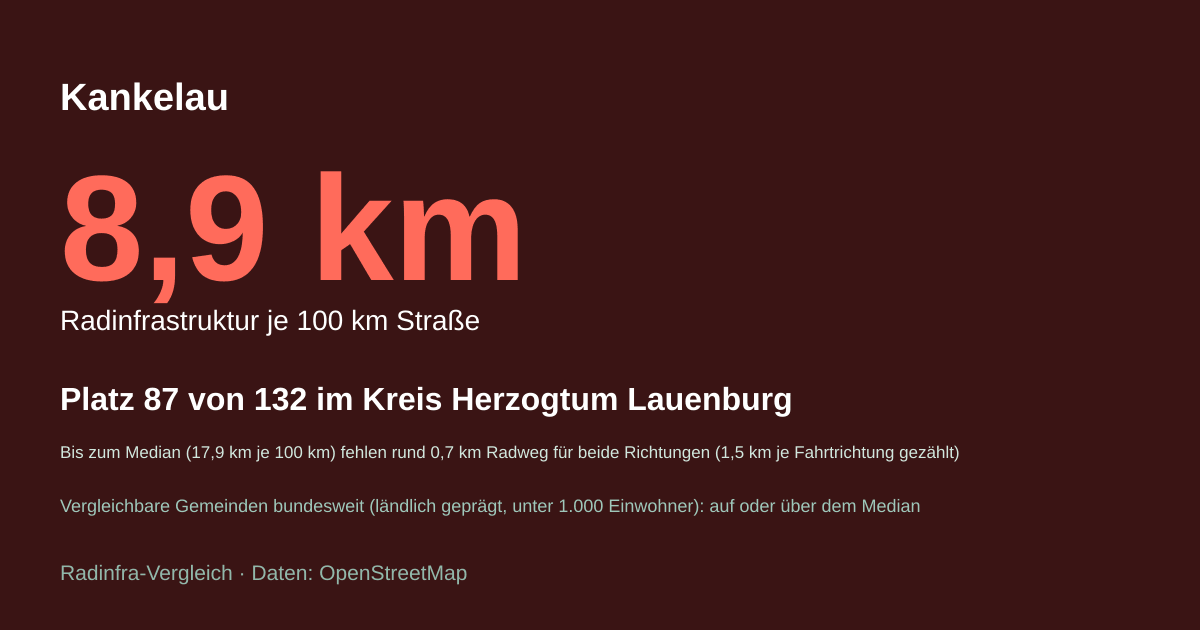 Kankelau
8,9 km
Radinfrastruktur je 100 km Straße
Platz 87 von 132 im Kreis Herzogtum Lauenburg
Bis zum Median (17,9 km je 100 km) fehlen rund 0,7 km Radweg für beide Richtungen (1,5 km je Fahrtrichtung gezählt)
Vergleichbare Gemeinden bundesweit (ländlich geprägt, unter 1.000 Einwohner): auf oder über dem Median
Radinfra-Vergleich · Daten: OpenStreetMap